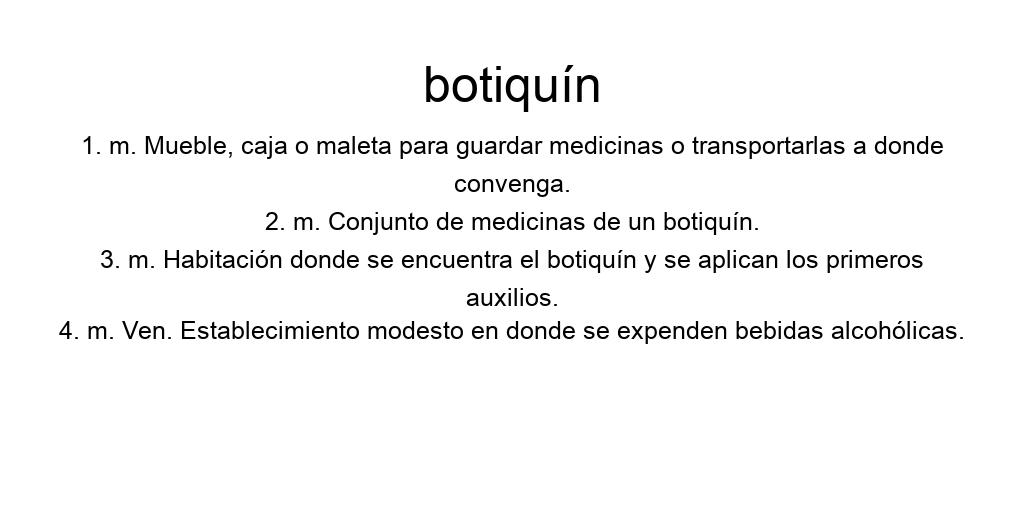 botiquín
1. m. Mueble, caja o maleta para guardar medicinas o transportarlas a donde
convenga.
2. m. Conjunto de medicinas de un botiquín.
3. m. Habitación donde se encuentra el botiquín y se aplican los primeros
auxilios.
4. m. Ven. Establecimiento modesto en donde se expenden bebidas alcohólicas.